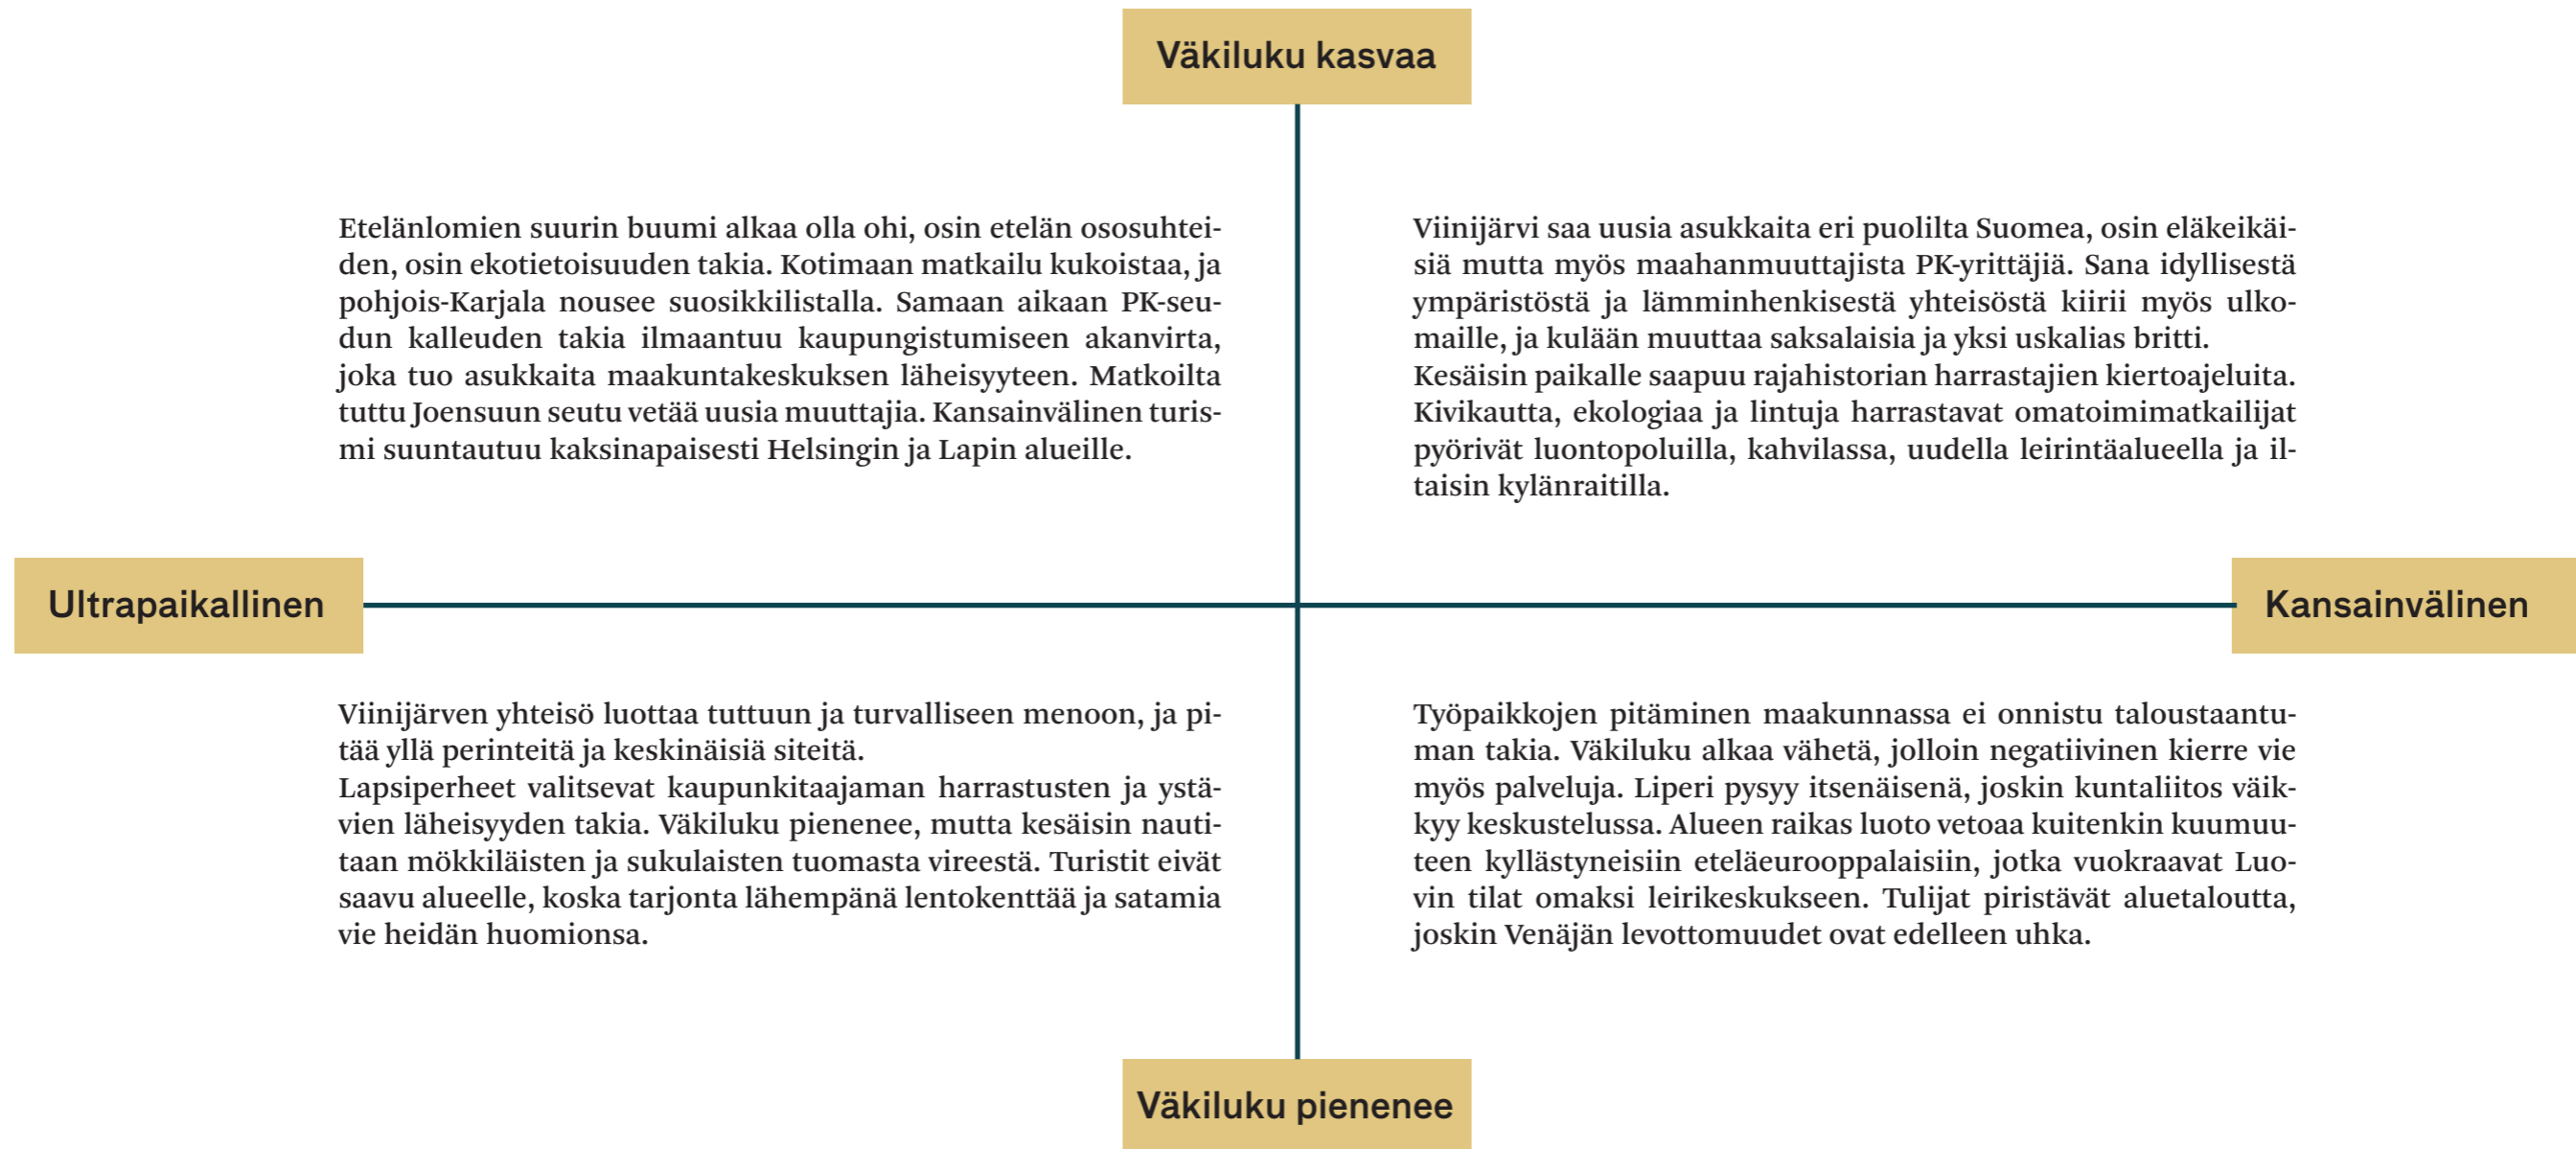 Väkiluku kasvaa
Etelänlomien suurin buumi alkaa olla ohi, osin etelän ososuhtei-
den, osin ekotietoisuuden takia. Kotimaan matkailu kukoistaa, ja
pohjois-Karjala nousee suosikkilistalla. Samaan aikaan PK-seu-
dun kalleuden takia ilmaantuu kaupungistumiseen akanvirta,
joka tuo asukkaita maakuntakeskuksen läheisyyteen. Matkoilta
tuttu Joensuun seutu vetää uusia muuttajia. Kansainvälinen turis-
mi suuntautuu kaksinapaisesti Helsingin ja Lapin alueille.
Viinijärvi saa uusia asukkaita eri puolilta Suomea, osin eläkeikäi-
siä mutta myös maahanmuuttajista PK-yrittäjiä. Sana idyllisestä
ympäristöstä ja lämminhenkisestä yhteisöstä kiirii myös ulko-
maille, ja kulään muuttaa saksalaisia ja yksi uskalias britti.
Kesäisin paikalle saapuu rajahistorian harrastajien kiertoajeluita.
Kivikautta, ekologiaa ja lintuja harrastavat omatoimimatkailijat
pyörivät luontopoluilla, kahvilassa, uudella leirintäalueella ja il-
taisin kylänraitilla.
Ultrapaikallinen
Kansainvälinen
Viinijärven yhteisö luottaa tuttuun ja turvalliseen menoon, ja pi-
tää yllä perinteitä ja keskinäisiä siteitä.
Lapsiperheet valitsevat kaupunkitaajaman harrastusten ja ystä-
vien läheisyyden takia. Väkiluku pienenee, mutta kesäisin nauti-
taan mökkiläisten ja sukulaisten tuomasta vireestä. Turistit eivät
saavu alueelle, koska tarjonta lähempänä lentokenttää ja satamia
vie heidän huomionsa.
Työpaikkojen pitäminen maakunnassa ei onnistu taloustaantu-
man takia. Väkiluku alkaa vähetä, jolloin negatiivinen kierre vie
myös palveluja. Liperi pysyy itsenäisenä, joskin kuntaliitos väik-
kyy keskustelussa. Alueen raikas luoto vetoaa kuitenkin kuumuu-
teen kyllästyneisiin eteläeurooppalaisiin, jotka vuokraavat Luo-
vin tilat omaksi leirikeskukseen. Tulijat piristävät aluetaloutta,
joskin Venäjän levottomuudet ovat edelleen uhka.
Väkiluku pienenee